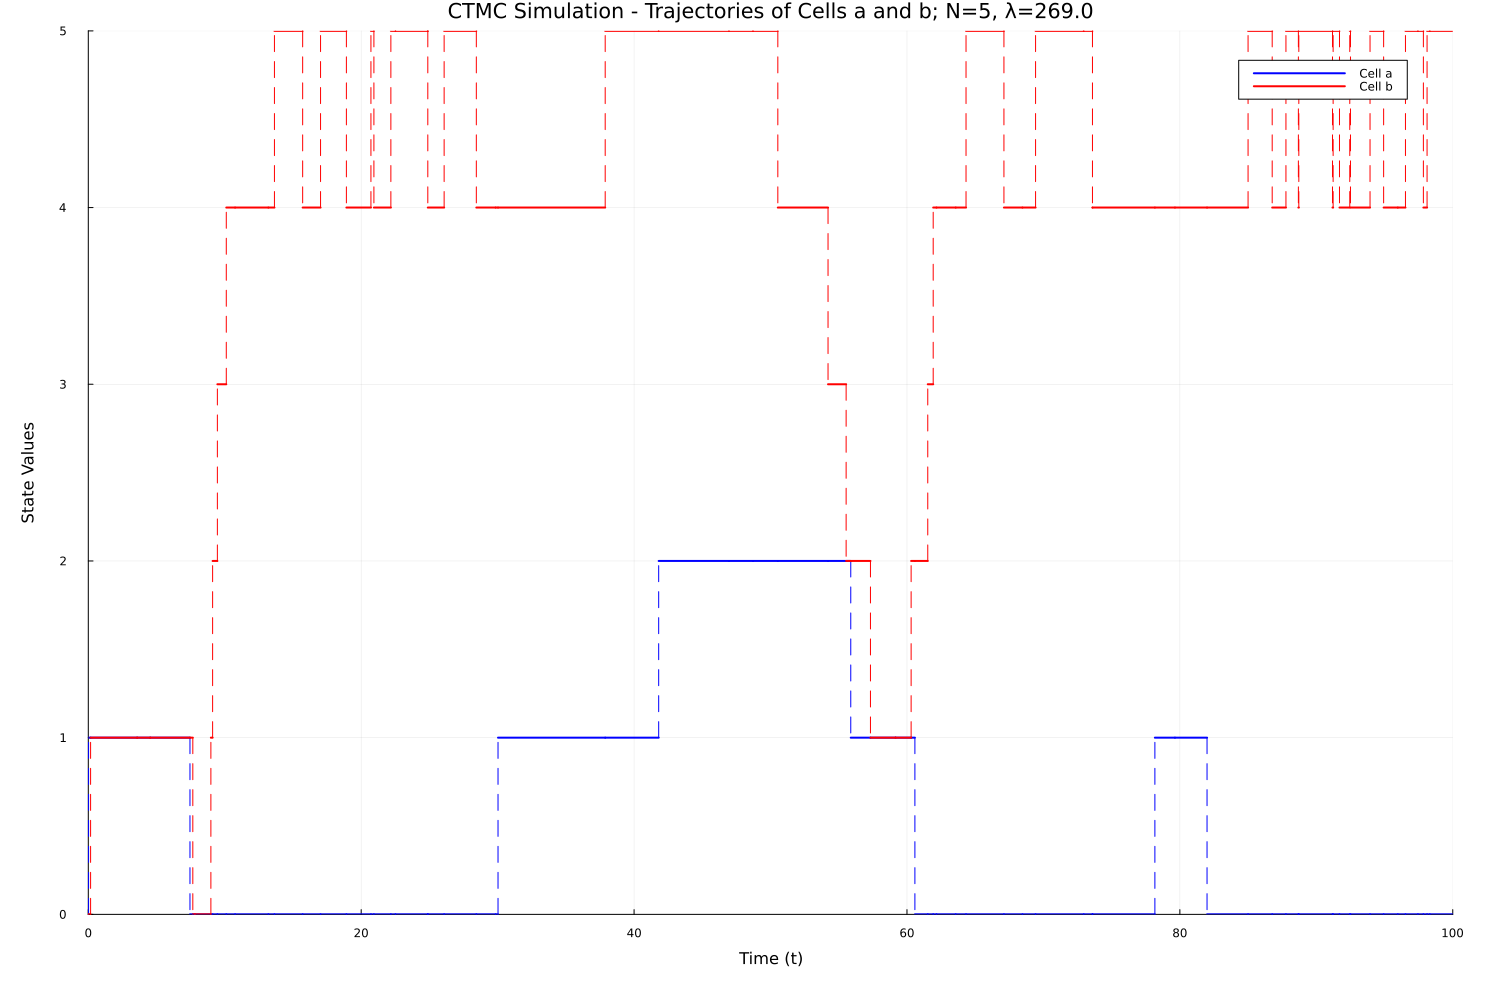 CTMC Simulation - Trajectories of Cells a and b; N=5, λ=269.0
5
4
3
2
1
0
State Values
Cell a
Cell b
0 20 40 60 80 100
Time (t)